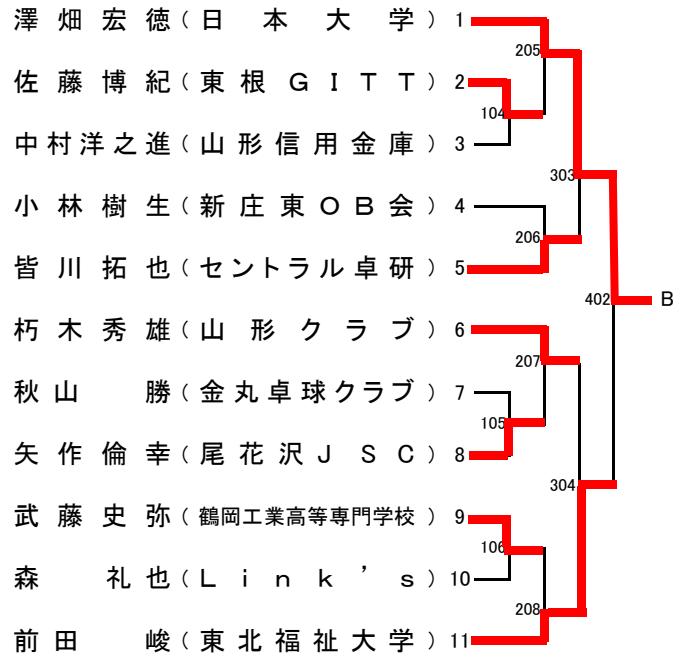 澤畑宏徳（日本大学）1
205
佐藤博紀（東根ＧＩＴＴ）2
104
中村洋之進（山形信用金庫）3
303
小林樹生（新庄東ＯＢ会）4
206
皆川拓也（セントラル卓研）5
402 B
朽木秀雄（山形クラブ）6
207
秋山　勝（金丸卓球クラブ）7
105
矢作倫幸（尾花沢ＪＳＣ）8
304
武藤史弥（鶴岡工業高等専門学校）9
106
森　礼也（Ｌｉｎｋ’ｓ）10
208
前田　峻（東北福祉大学）11